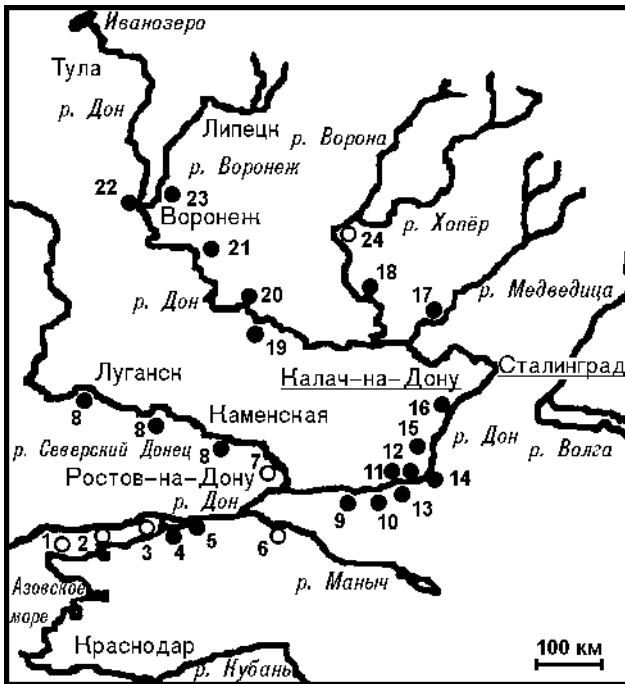 Иванозеро
Тула
р. Дон
Липецк
р. Ворона
р. Воронеж
22
23
Воронеж
24
р. Хопёр
21
18
17
р. Медведица
р. Дон
20
19
Сталинград
Луганск
Калач-на-Дону
8
8
Каменская
16
15
р. Дон
р. Волга
р. Северский Донец
8
7
12
11
14
Ростов-на-Дону
р. Дон
9
10
13
1
2
3
4
5
6
р. Маныч
Азовское
море
Краснодар
р. Кубань
100 км